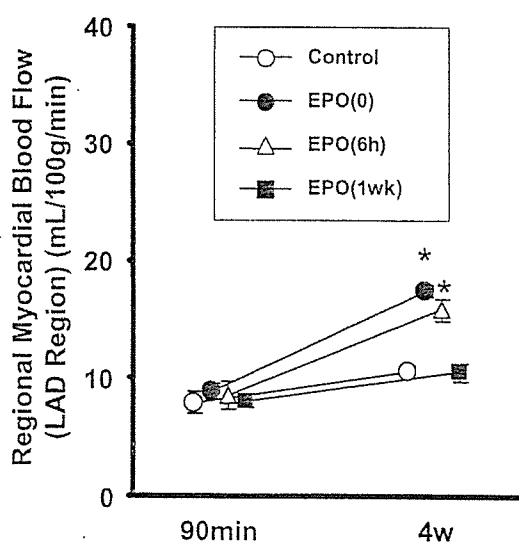 Regional Myocardial Blood Flow
(LAD Region) (mL/100g/min)
40
30
20
10
0
Control
EPO(0)
EPO(6h)
EPO(1wk)
*
*
90min
4w